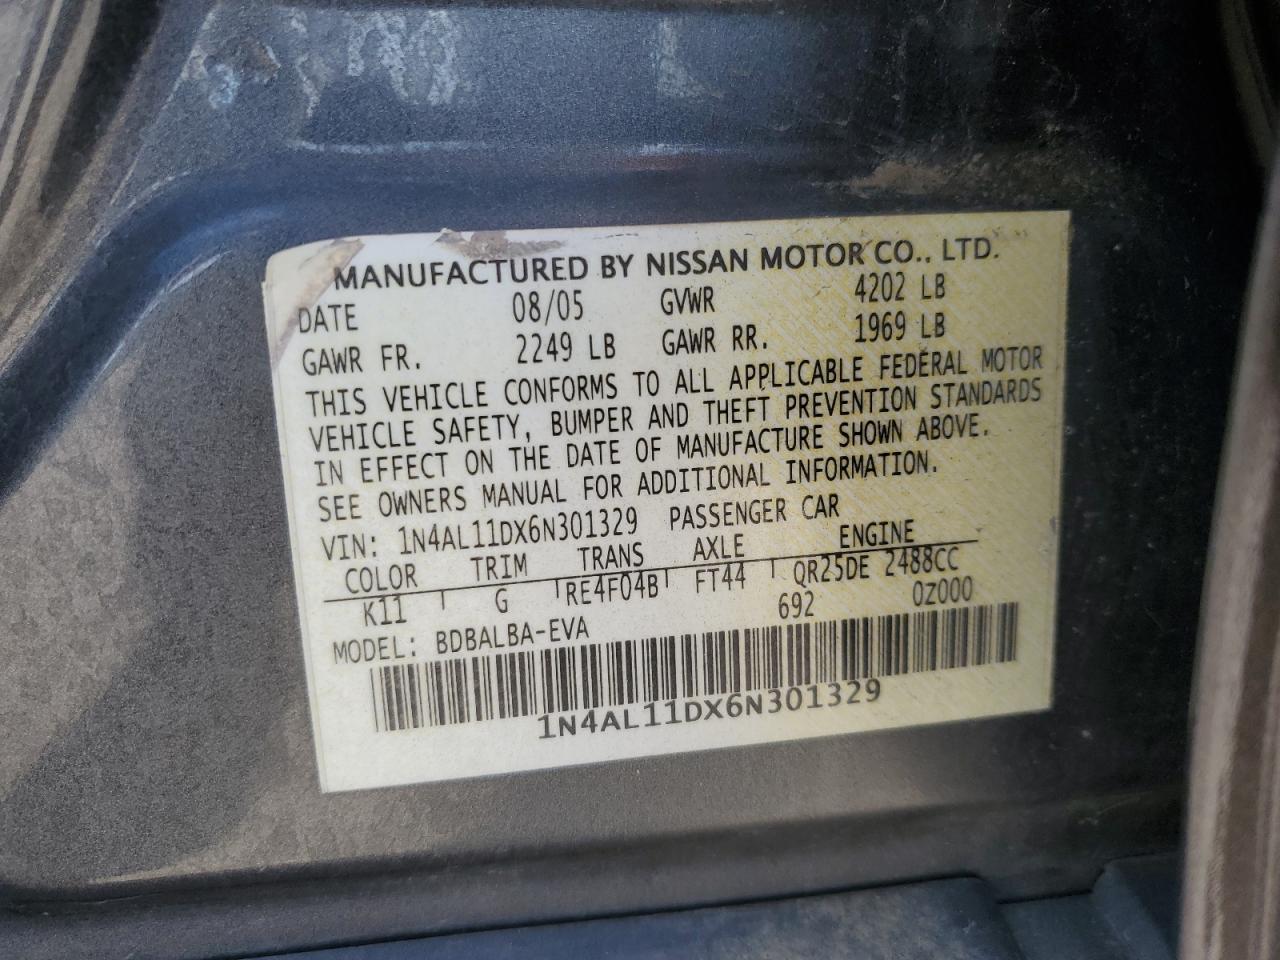 MANUFACTURED BY NISSAN MOTOR CO., LTD.
DATE 08/05 GVWR 4202 LB
GAWR FR. 2249 LB GAWR RR. 1969 LB
THIS VEHICLE CONFORMS TO ALL APPLICABLE FEDERAL MOTOR
VEHICLE SAFETY, BUMPER AND THEFT PREVENTION STANDARDS
IN EFFECT ON THE DATE OF MANUFACTURE SHOWN ABOVE.
SEE OWNERS MANUAL FOR ADDITIONAL INFORMATION.
VIN: 1N4AL11DX6N301329 PASSENGER CAR
COLOR TRIM TRANS AXLE ENGINE
K11 G RE4F04B FT44 QR25DE 2488CC
MODEL: BDBALBA-EVA 692 0Z000
1N4AL11DX6N301329